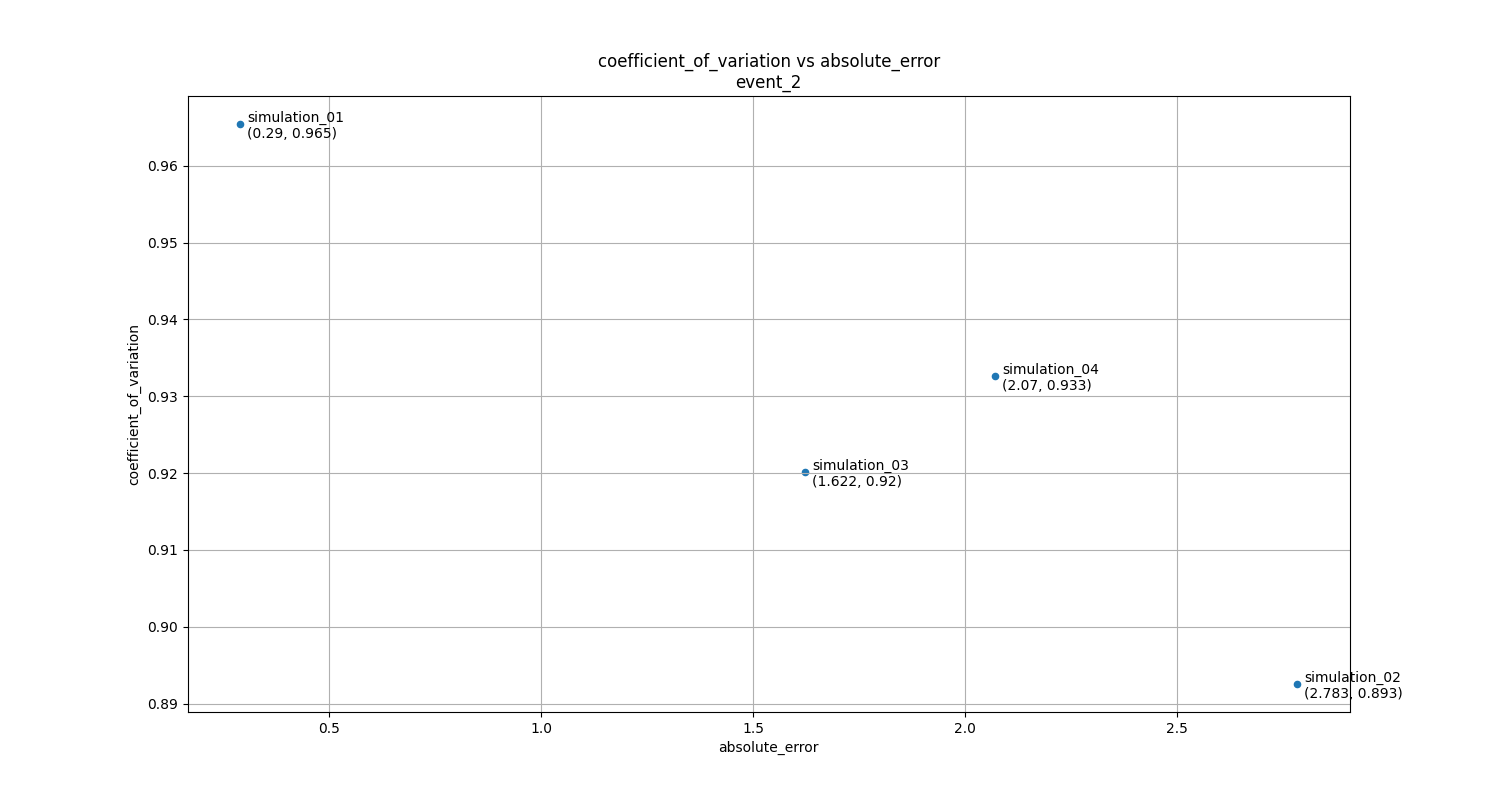 coefficient_of_variation vs absolute_error
event_2
simulation_01
(0.29, 0.965)
0.96
0.95
0.94
simulation_04
(2.07, 0.933)
0.93
simulation_03
(1.622, 0.92)
0.92
0.91
0.90
simulation_02
(2.783, 0.893)
0.89
coefficient_of_variation
0.5
1.0
1.5
2.0
2.5
absolute_error